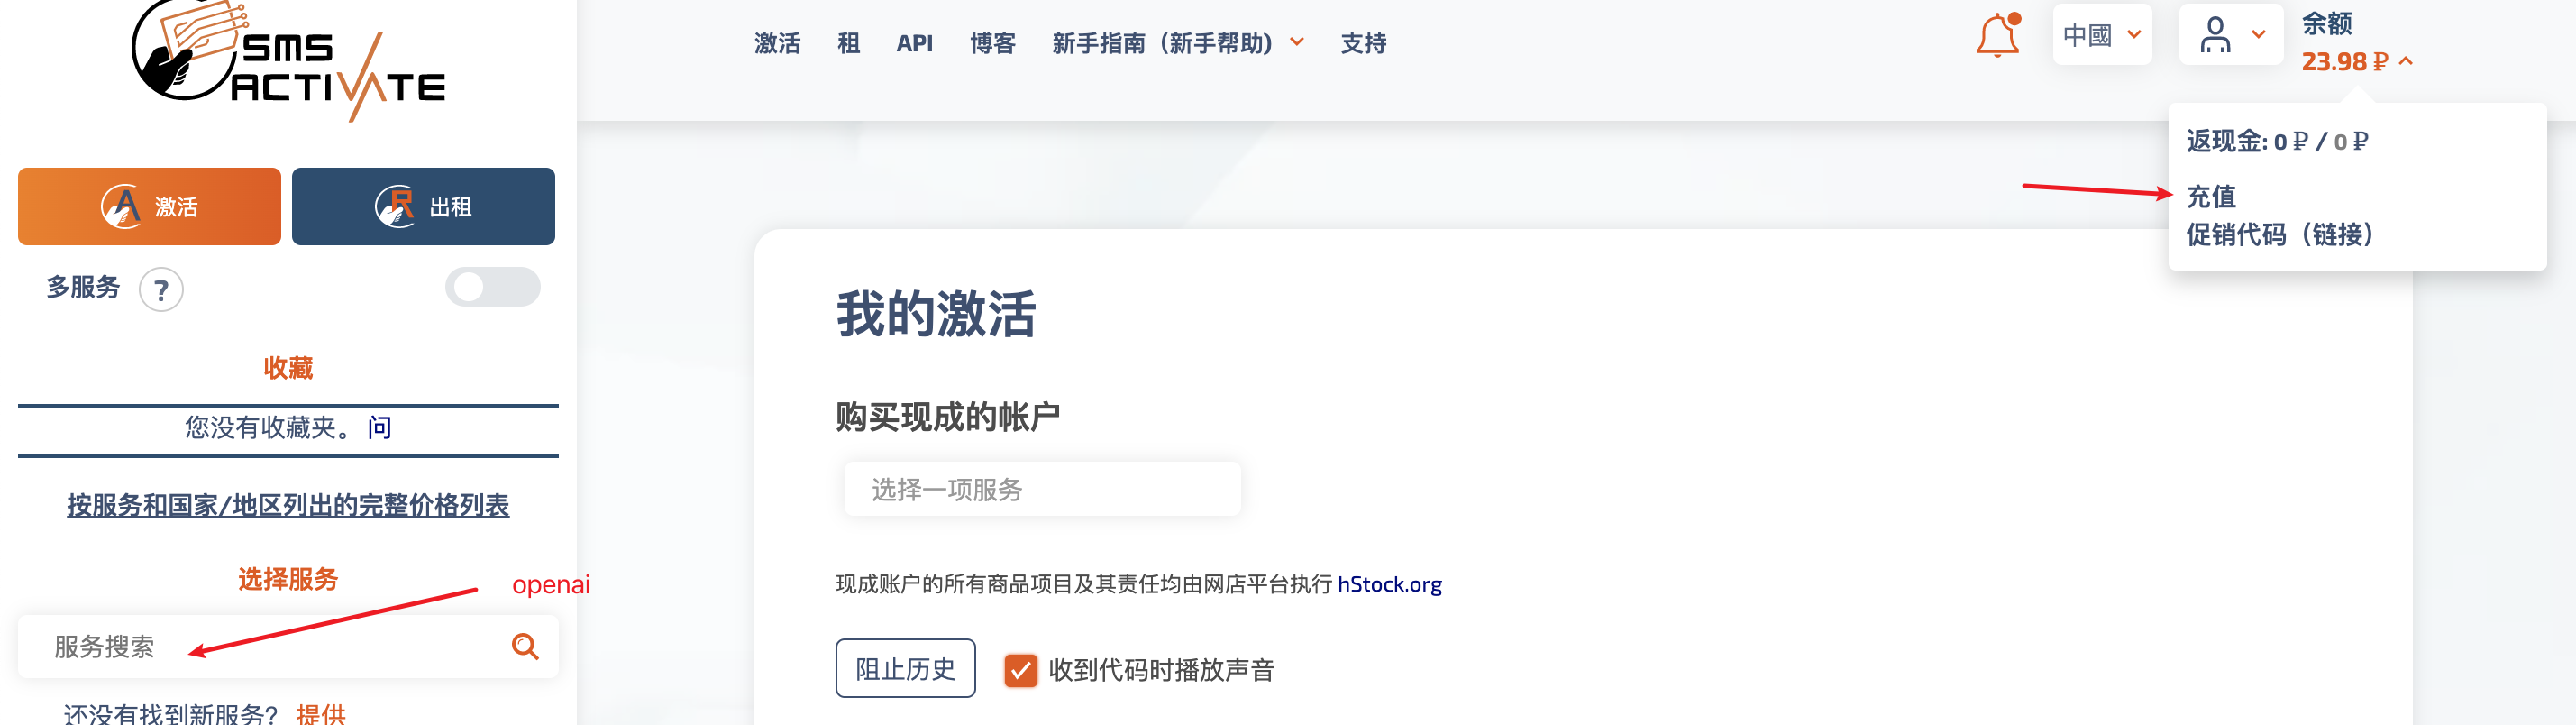 SMS
ACTIVATE
激活 租 API 博客 新手指南（新手帮助) 支持
中國
余额
23.98 ₽
返现金: 0 ₽ / 0 ₽
充值
促销代码（链接）
A 激活
R 出租
多服务 ?
收藏
您没有收藏夹。 问
按服务和国家/地区列出的完整价格列表
选择服务
openai
服务搜索
还没有找到新服务？ 提供
我的激活
购买现成的帐户
选择一项服务
现成账户的所有商品项目及其责任均由网店平台执行 hStock.org
阻止历史 收到代码时播放声音